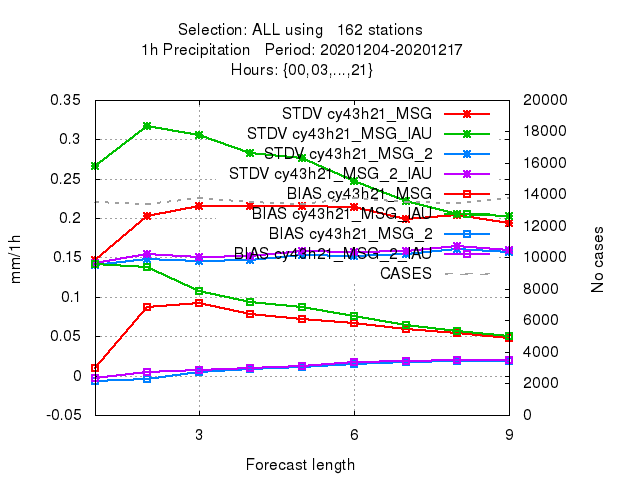 Selection: ALL using 162 stations
1h Precipitation Period: 20201204-20201217
Hours: {00,03,...,21}
0.35
0.3
0.25
0.2
0.15
0.1
0.05
0
-0.05
20000
18000
16000
14000
12000
10000
8000
6000
4000
2000
0
STDV cy43h21_MSG
STDV cy43h21_MSG_IAU
STDV cy43h21_MSG_2
STDV cy43h21_MSG_2_IAU
BIAS cy43h21_MSG
BIAS cy43h21_MSG_IAU
BIAS cy43h21_MSG_2
BIAS cy43h21_MSG_2_IAU
CASES
mm/1h
No cases
3
6
9
Forecast length